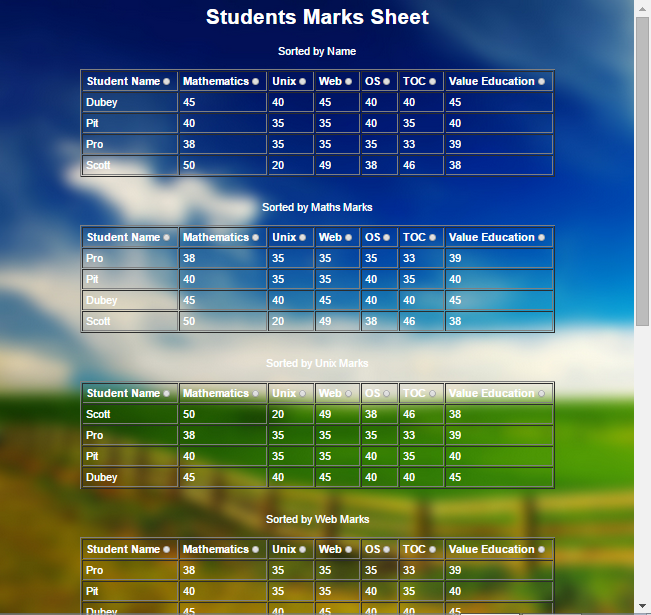 Students Marks Sheet
Sorted by Name
Student Name Mathematics Unix Web OS TOC Value Education
Dubey 45 40 45 40 40 45
Pit 40 35 35 40 35 40
Pro 38 35 35 35 33 39
Scott 50 20 49 38 46 38
Sorted by Maths Marks
Student Name Mathematics Unix Web OS TOC Value Education
Pro 38 35 35 35 33 39
Pit 40 35 35 40 35 40
Dubey 45 40 45 40 40 45
Scott 50 20 49 38 46 38
Sorted by Unix Marks
Student Name Mathematics Unix Web OS TOC Value Education
Scott 50 20 49 38 46 38
Pro 38 35 35 35 33 39
Pit 40 35 35 40 35 40
Dubey 45 40 45 40 40 45
Sorted by Web Marks
Student Name Mathematics Unix Web OS TOC Value Education
Pro 38 35 35 35 33 39
Pit 40 35 35 40 35 40
Dubey 45 40 45 40 40 45